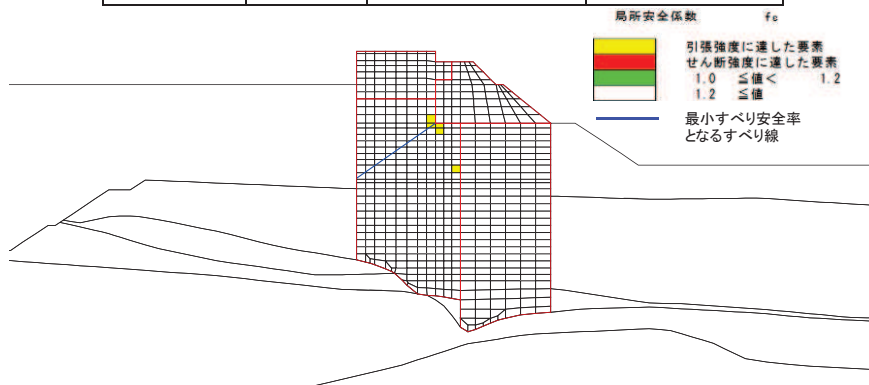 局所安全係数 fs
引張強度に達した要素
せん断強度に達した要素
1.0 ≦値< 1.2
1.2 ≦値
最小すべり安全率
となるすべり線